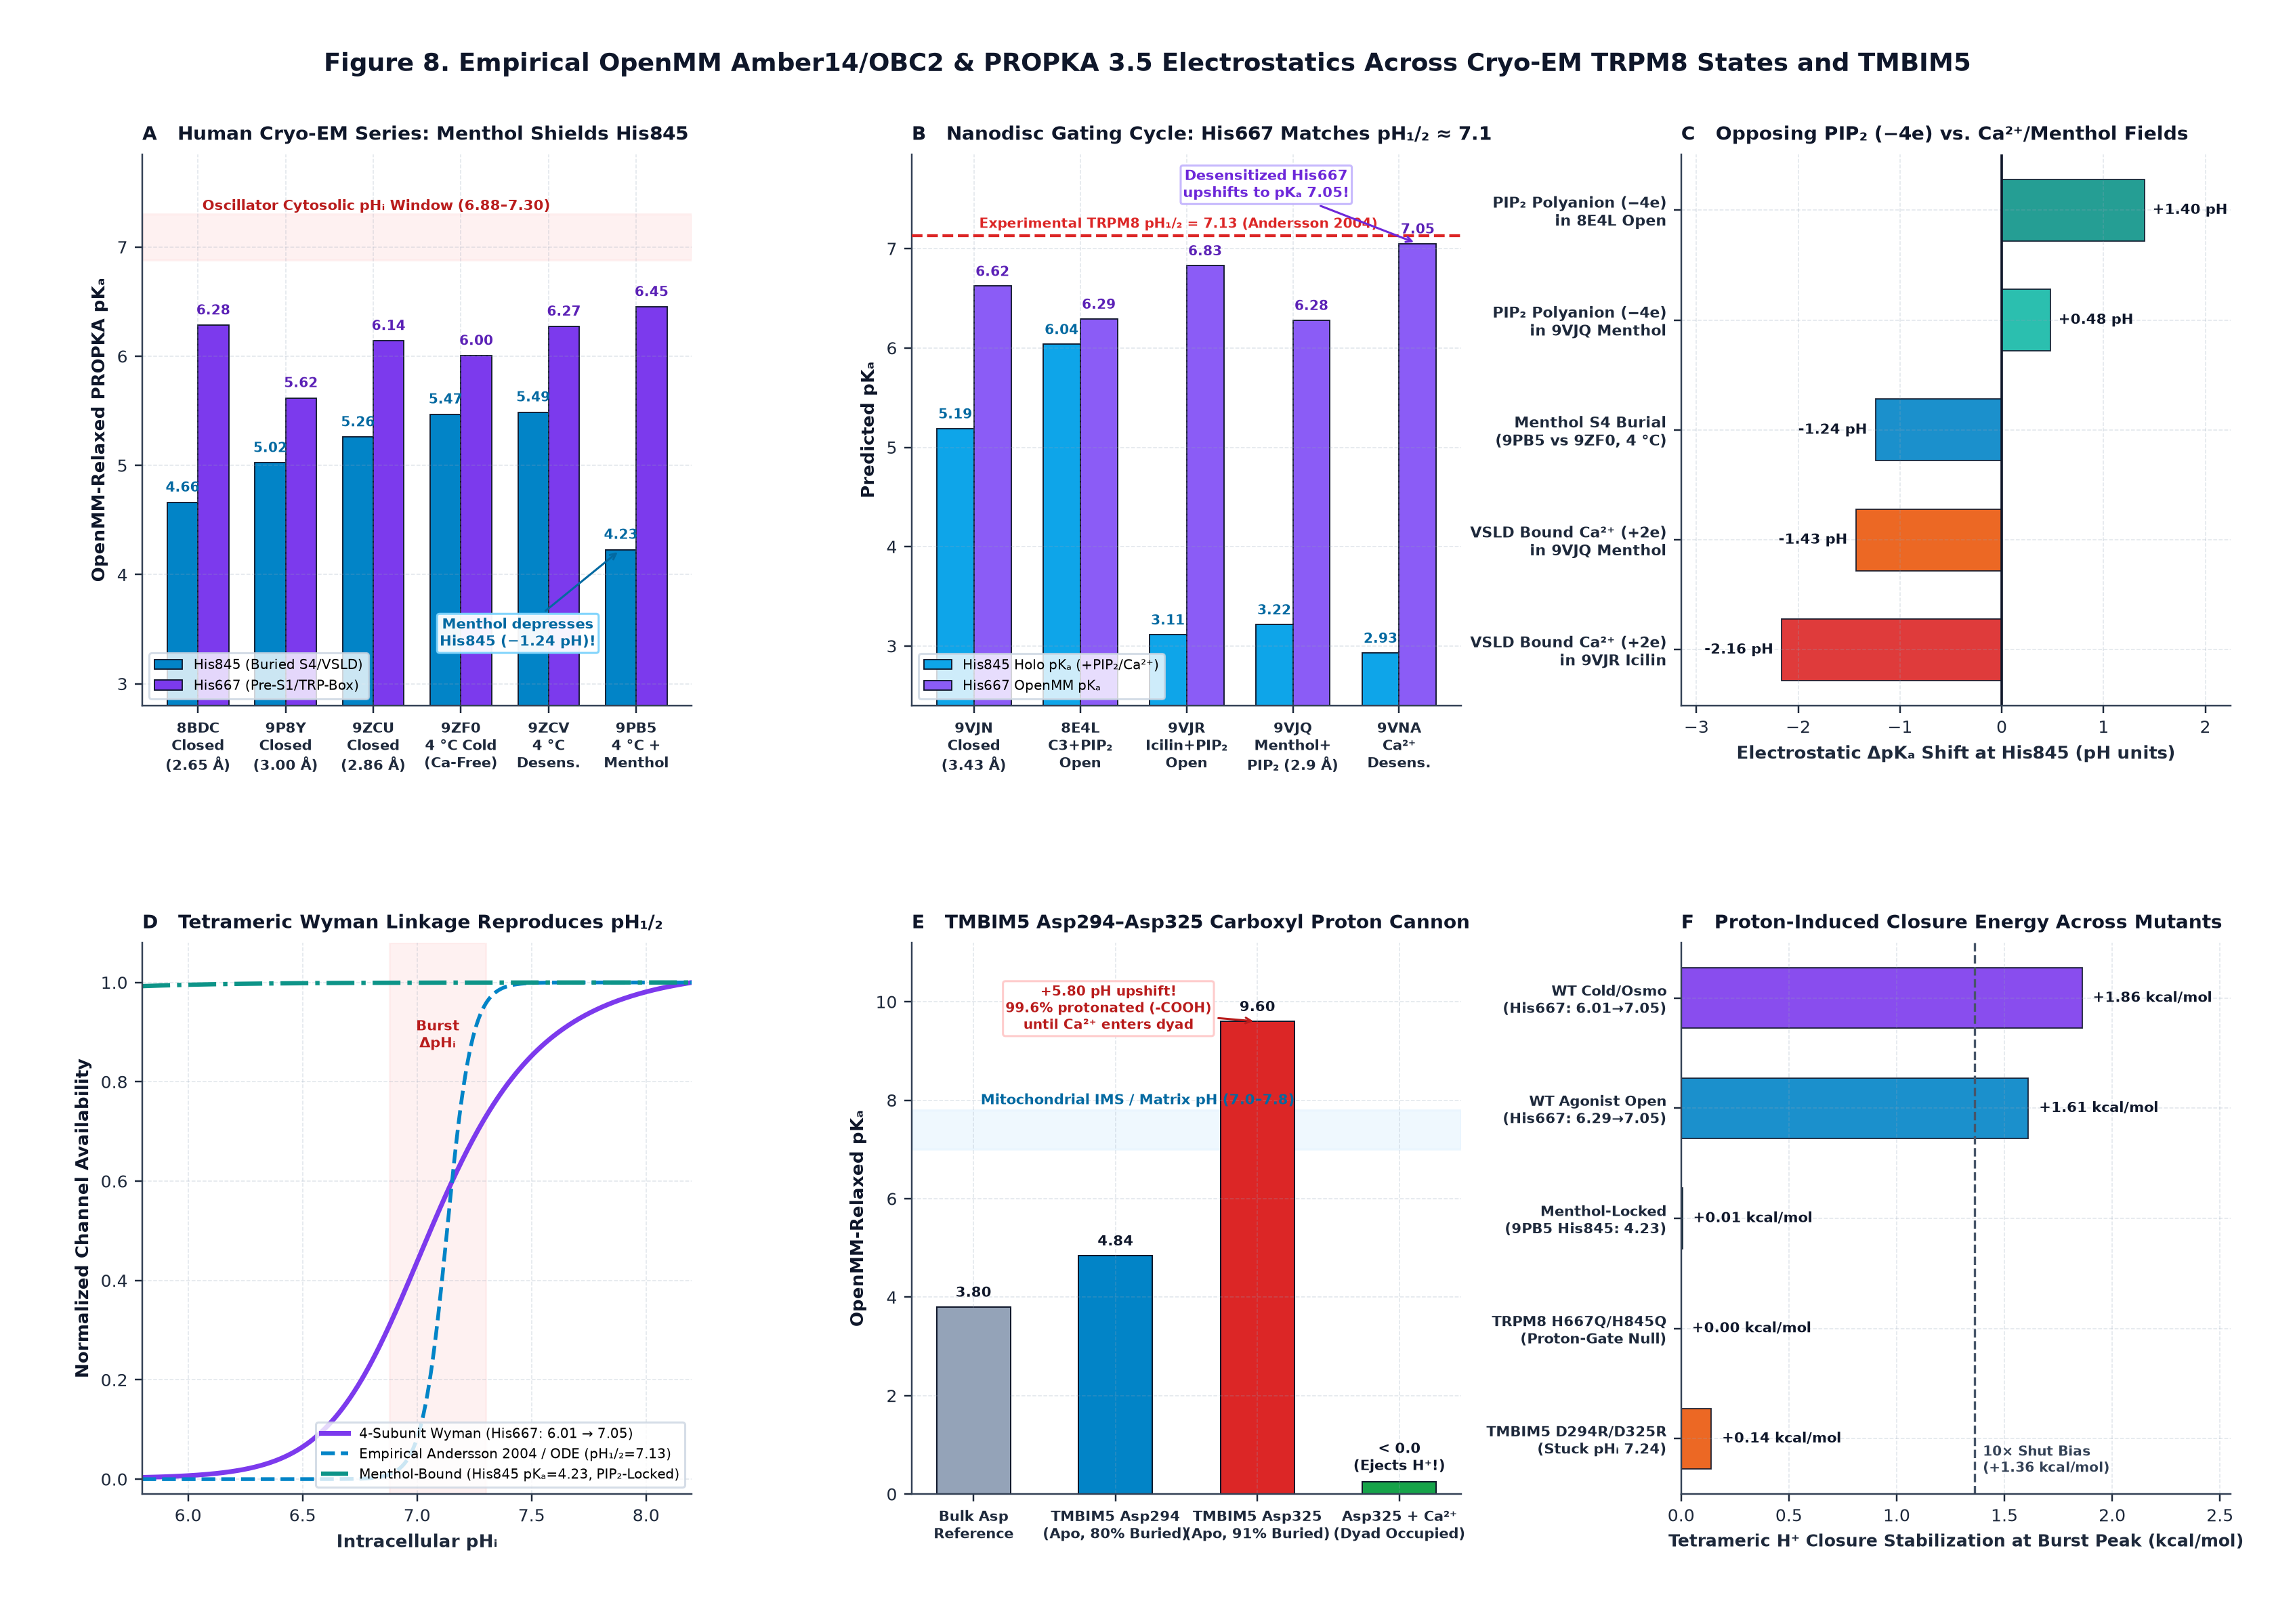 Figure 8. Empirical OpenMM Amber14/OBC2 & PROPKA 3.5 Electrostatics Across Cryo-EM TRPM8 States and TMBIM5
A Human Cryo-EM Series: Menthol Shields His845
OpenMM-Relaxed PROPKA pKₐ
7
6
5
4
3
Oscillator Cytosolic pHᵢ Window (6.88–7.30)
4.66
6.28
5.02
5.62
5.26
6.14
5.47
6.00
5.49
6.27
4.23
6.45
Menthol depresses
His845 (−1.24 pH)!
His845 (Buried S4/VSLD)
His667 (Pre-S1/TRP-Box)
8BDC
Closed
(2.65 Å)
9P8Y
Closed
(3.00 Å)
9ZCU
Closed
(2.86 Å)
9ZF0
4 °C Cold
(Ca-Free)
9ZCV
4 °C
Desens.
9PB5
4 °C +
Menthol
B Nanodisc Gating Cycle: His667 Matches pH₁/₂ ≈ 7.1
Predicted pKₐ
7
6
5
4
3
Desensitized His667
upshifts to pKₐ 7.05!
Experimental TRPM8 pH₁/₂ = 7.13 (Andersson 2004)
5.19
6.62
6.04
6.29
3.11
6.83
3.22
6.28
2.93
7.05
His845 Holo pKₐ (+PIP₂/Ca²⁺)
His667 OpenMM pKₐ
9VJN
Closed
(3.43 Å)
8E4L
C3+PIP₂
Open
9VJR
Icilin+PIP₂
Open
9VJQ
Menthol+
PIP₂ (2.9 Å)
9VNA
Ca²⁺
Desens.
C Opposing PIP₂ (−4e) vs. Ca²⁺/Menthol Fields
PIP₂ Polyanion (−4e)
in 8E4L Open
+1.40 pH
PIP₂ Polyanion (−4e)
in 9VJQ Menthol
+0.48 pH
Menthol S4 Burial
(9PB5 vs 9ZF0, 4 °C)
-1.24 pH
VSLD Bound Ca²⁺ (+2e)
in 9VJQ Menthol
-1.43 pH
VSLD Bound Ca²⁺ (+2e)
in 9VJR Icilin
-2.16 pH
−3
−2
−1
0
1
2
Electrostatic ΔpKₐ Shift at His845 (pH units)
D Tetrameric Wyman Linkage Reproduces pH₁/₂
Normalized Channel Availability
1.0
0.8
0.6
0.4
0.2
0.0
Burst
ΔpHᵢ
4-Subunit Wyman (His667: 6.01 → 7.05)
Empirical Andersson 2004 / ODE (pH₁/₂=7.13)
Menthol-Bound (His845 pKₐ=4.23, PIP₂-Locked)
6.0
6.5
7.0
7.5
8.0
Intracellular pHᵢ
E TMBIM5 Asp294–Asp325 Carboxyl Proton Cannon
OpenMM-Relaxed pKₐ
10
8
6
4
2
0
+5.80 pH upshift!
99.6% protonated (-COOH)
until Ca²⁺ enters dyad
Mitochondrial IMS / Matrix pH (7.0–7.8)
3.80
4.84
9.60
< 0.0
(Ejects H⁺!)
Bulk Asp
Reference
TMBIM5 Asp294
(Apo, 80% Buried)
TMBIM5 Asp325
(Apo, 91% Buried)
Asp325 + Ca²⁺
(Dyad Occupied)
F Proton-Induced Closure Energy Across Mutants
WT Cold/Osmo
(His667: 6.01→7.05)
+1.86 kcal/mol
WT Agonist Open
(His667: 6.29→7.05)
+1.61 kcal/mol
Menthol-Locked
(9PB5 His845: 4.23)
+0.01 kcal/mol
TRPM8 H667Q/H845Q
(Proton-Gate Null)
+0.00 kcal/mol
TMBIM5 D294R/D325R
(Stuck pHᵢ 7.24)
+0.14 kcal/mol
10× Shut Bias
(+1.36 kcal/mol)
0.0
0.5
1.0
1.5
2.0
2.5
Tetrameric H⁺ Closure Stabilization at Burst Peak (kcal/mol)